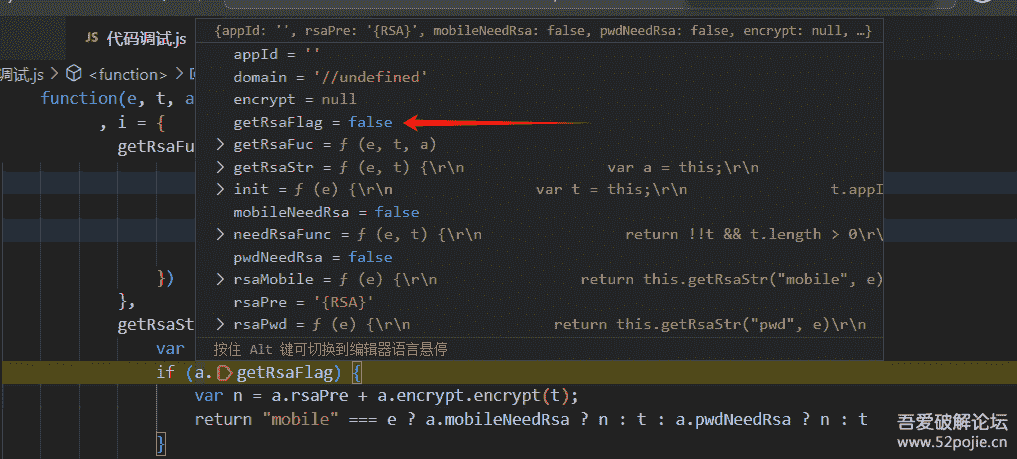 JS 代码调试.js
调试.js > <function> >
{appId: '', rsaPre: '{RSA}', mobileNeedRsa: false, pwdNeedRsa: false, encrypt: null, …}
appId = ''
domain = '//undefined'
encrypt = null
getRsaFlag = false
> getRsaFuc = ƒ (e, t, a)
> getRsaStr = ƒ (e, t) {\r\n var a = this;\r\n
> init = ƒ (e) {\r\n var t = this;\r\n t.appI
mobileNeedRsa = false
> needRsaFunc = ƒ (e, t) {\r\n return !!t && t.length > 0\r\
pwdNeedRsa = false
> rsaMobile = ƒ (e) {\r\n return this.getRsaStr("mobile", e)
rsaPre = '{RSA}'
> rsaPwd = ƒ (e) {\r\n return this.getRsaStr("pwd", e)\r\n
按住 Alt 键可切换到编辑器语言悬停
function(e, t, a
, i = {
getRsaFu
})
},
getRsaSt
var
if (a. getRsaFlag) {
var n = a.rsaPre + a.encrypt.encrypt(t);
return "mobile" === e ? a.mobileNeedRsa ? n : t : a.pwdNeedRsa ? n : t
}
吾爱破解论坛
www.52pojie.cn